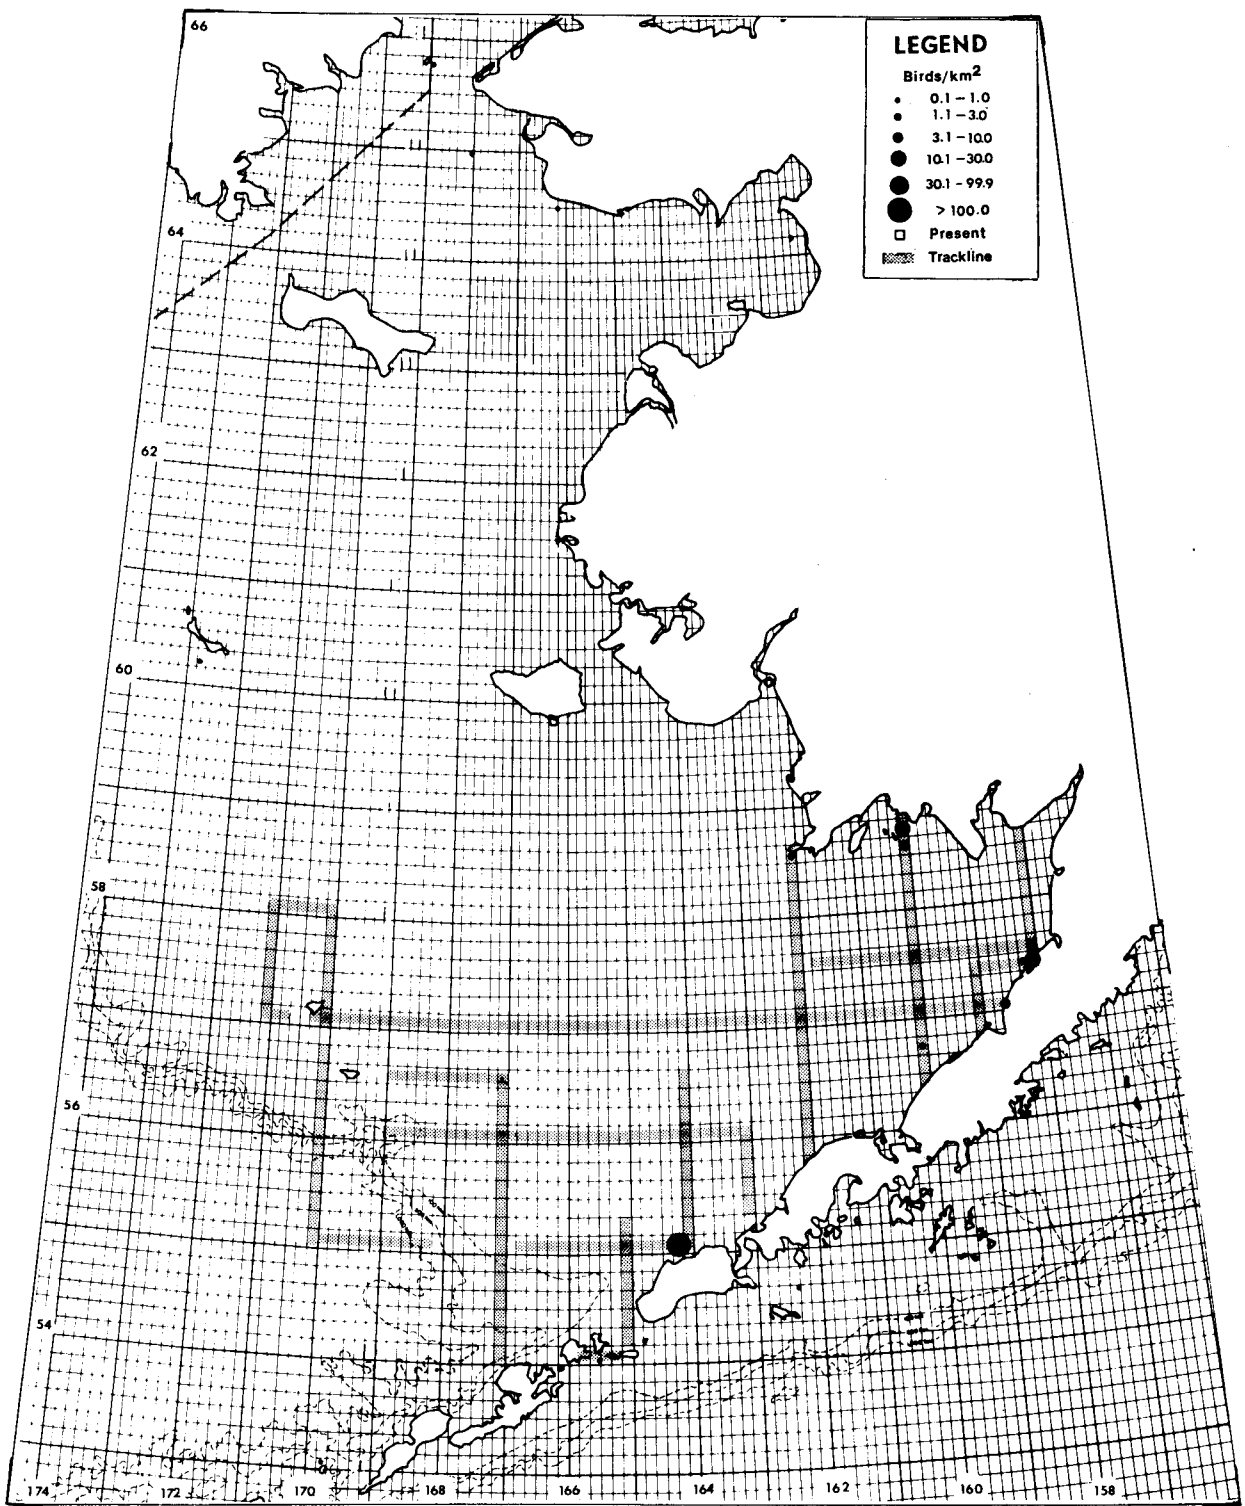 66
LEGEND
Birds/km2
0.1 – 1.0
1.1 – 3.0
3.1 – 10.0
10.1 – 30.0
30.1 – 99.9
> 100.0
Present
Trackline
64
62
60
58
56
54
174 172 170 168 166 164 162 160 158